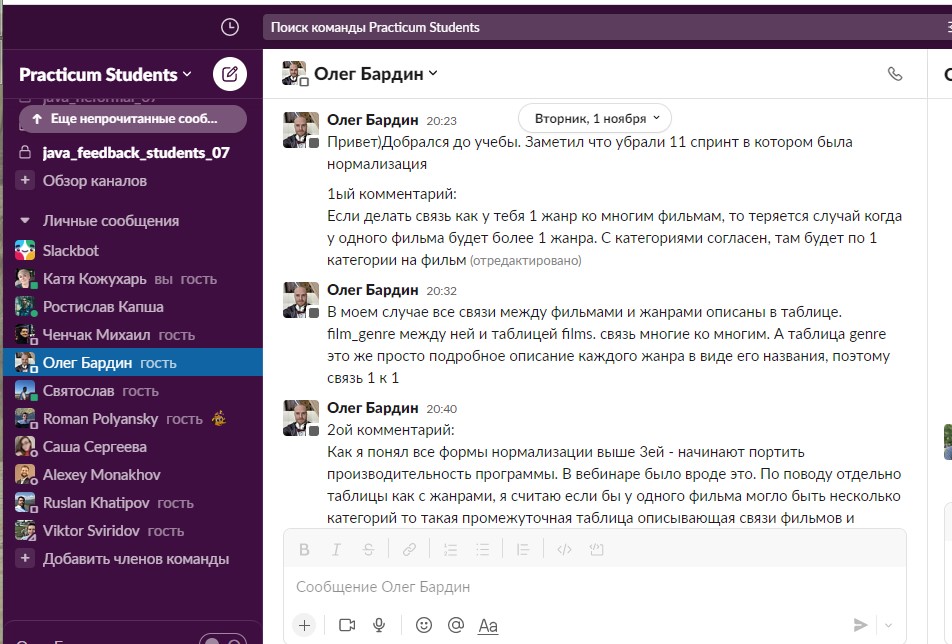 Поиск команды Practicum Students
Practicum Students
Еще непрочитанные сооб...
java_feedback_students_07
Обзор каналов
Личные сообщения
Slackbot
Катя Кожухарь вы гость
Ростислав Капша
Ченчак Михаил гость
Олег Бардин гость
Святослав гость
Roman Polyansky гость
Саша Сергеева
Alexey Monakhov
Ruslan Khatipov гость
Viktor Sviridov гость
Добавить членов команды
Олег Бардин
Вторник, 1 ноября
Олег Бардин 20:23
Привет)Добрался до учебы. Заметил что убрали 11 спринт в котором была
нормализация
1ый комментарий:
Если делать связь как у тебя 1 жанр ко многим фильмам, то теряется случай когда
у одного фильма будет более 1 жанра. С категориями согласен, там будет по 1
категории на фильм (отредактировано)
Олег Бардин 20:32
В моем случае все связи между фильмами и жанрами описаны в таблице.
film_genre между ней и таблицей films. связь многие ко многим. А таблица genre
это же просто подробное описание каждого жанра в виде его названия, поэтому
связь 1 к 1
Олег Бардин 20:40
2ой комментарий:
Как я понял все формы нормализации выше 3ей - начинают портить
производительность программы. В вебинаре было вроде это. По поводу отдельно
таблицы как с жанрами, я считаю если бы у одного фильма могло быть несколько
категорий то такая промежуточная таблица описывающая связи фильмов и
B I S
Сообщение Олег Бардин
Aa